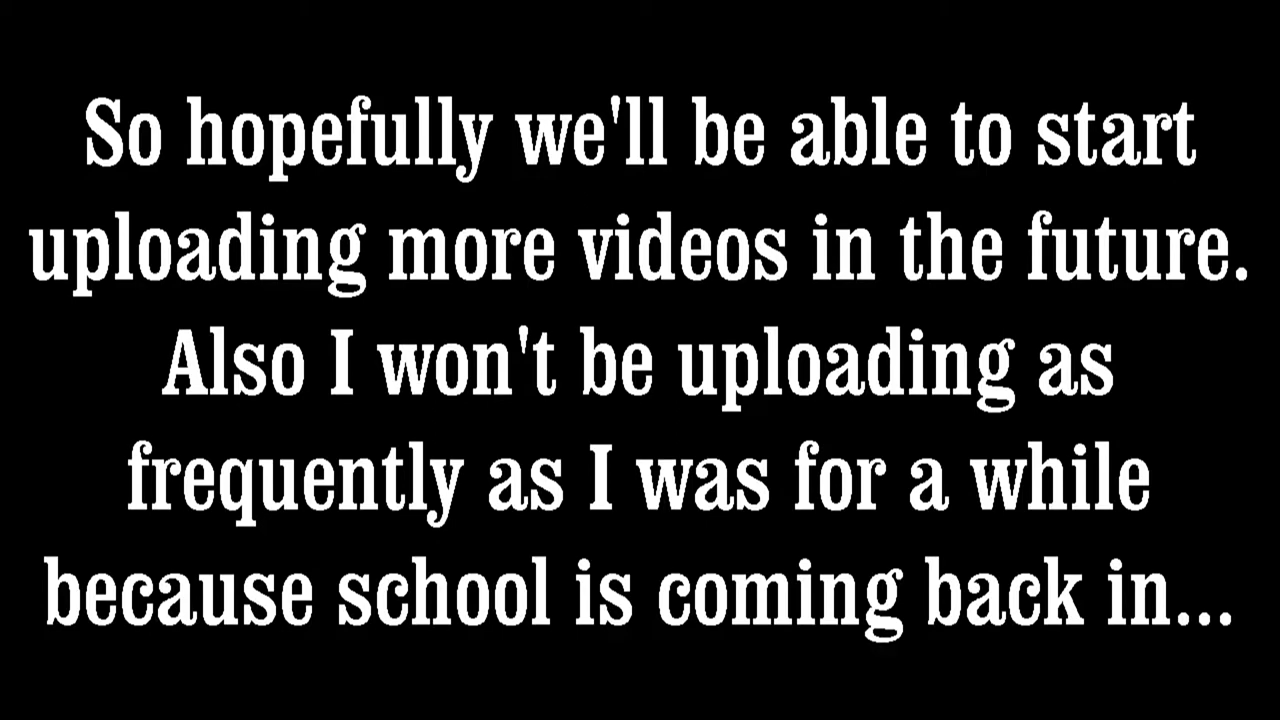 So hopefully we'll be able to start
uploading more videos in the future.
Also I won't be uploading as
frequently as I was for a while
because school is coming back in...